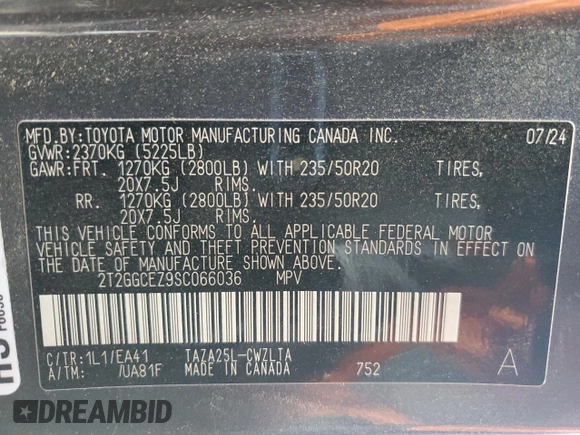 MFD.BY:TOYOTA MOTOR MANUFACTURING CANADA INC. 07/24
GVWR:2370KG (5225LB)
GAWR:FRT. 1270KG (2800LB) WITH 235/50R20 TIRES,
20X7.5J RIMS.
RR. 1270KG (2800LB) WITH 235/50R20 TIRES,
20X7.5J RIMS.
THIS VEHICLE CONFORMS TO ALL APPLICABLE FEDERAL MOTOR
VEHICLE SAFETY AND THEFT PREVENTION STANDARDS IN EFFECT ON
THE DATE OF MANUFACTURE SHOWN ABOVE.
2T2GGCEZ9SC066036 MPV
C/TR:1L1/EA41 TAZA25L-CWZLTA
A/TM: /UA81F MADE IN CANADA 752 A
DREAMBID